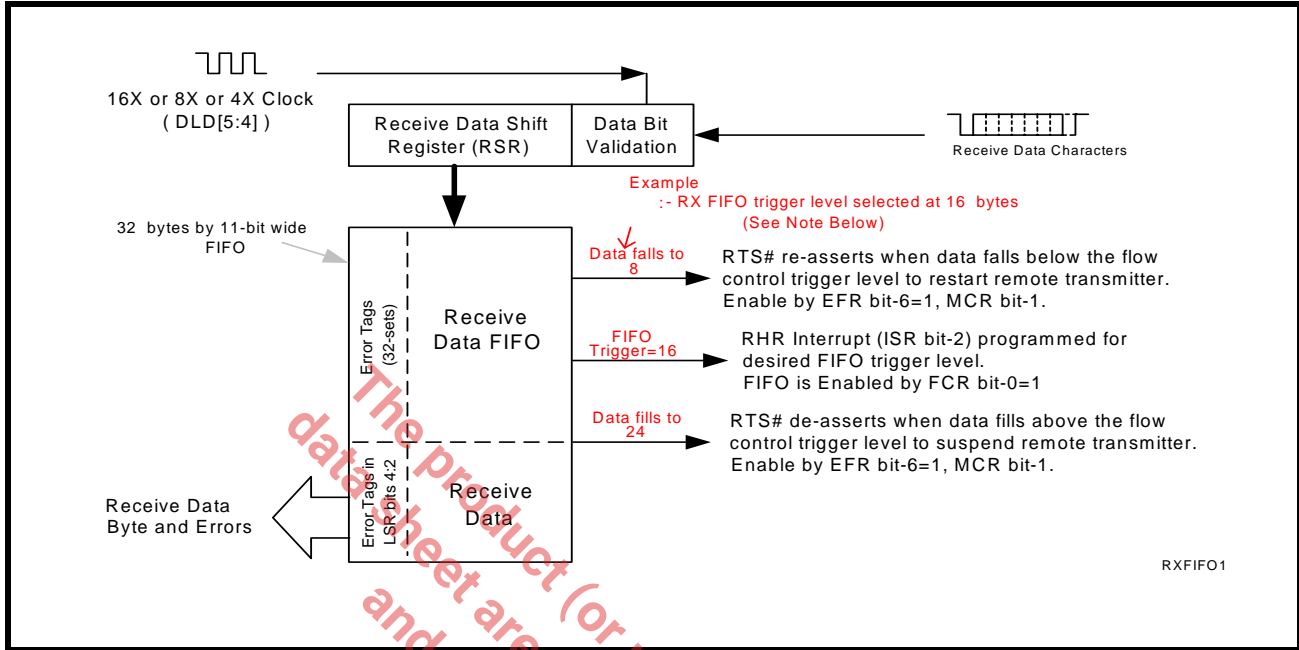 16X or 8X or 4X Clock
( DLD[5:4] )
Receive Data Shift
Register (RSR)
Data Bit
Validation
Receive Data Characters
Example
:- RX FIFO trigger level selected at 16 bytes
(See Note Below)
32 bytes by 11-bit wide
FIFO
Data falls to
8
RTS# re-asserts when data falls below the flow
control trigger level to restart remote transmitter.
Enable by EFR bit-6=1, MCR bit-1.
Error Tags
(32-sets)
Receive
Data FIFO
FIFO
Trigger=16
RHR Interrupt (ISR bit-2) programmed for
desired FIFO trigger level.
FIFO is Enabled by FCR bit-0=1
Data fills to
24
RTS# de-asserts when data fills above the flow
control trigger level to suspend remote transmitter.
Enable by EFR bit-6=1, MCR bit-1.
Error Tags in
LSR bits 4:2
Receive
Data
Receive Data
Byte and Errors
RXFIFO1
The product (or
data sheet are
and